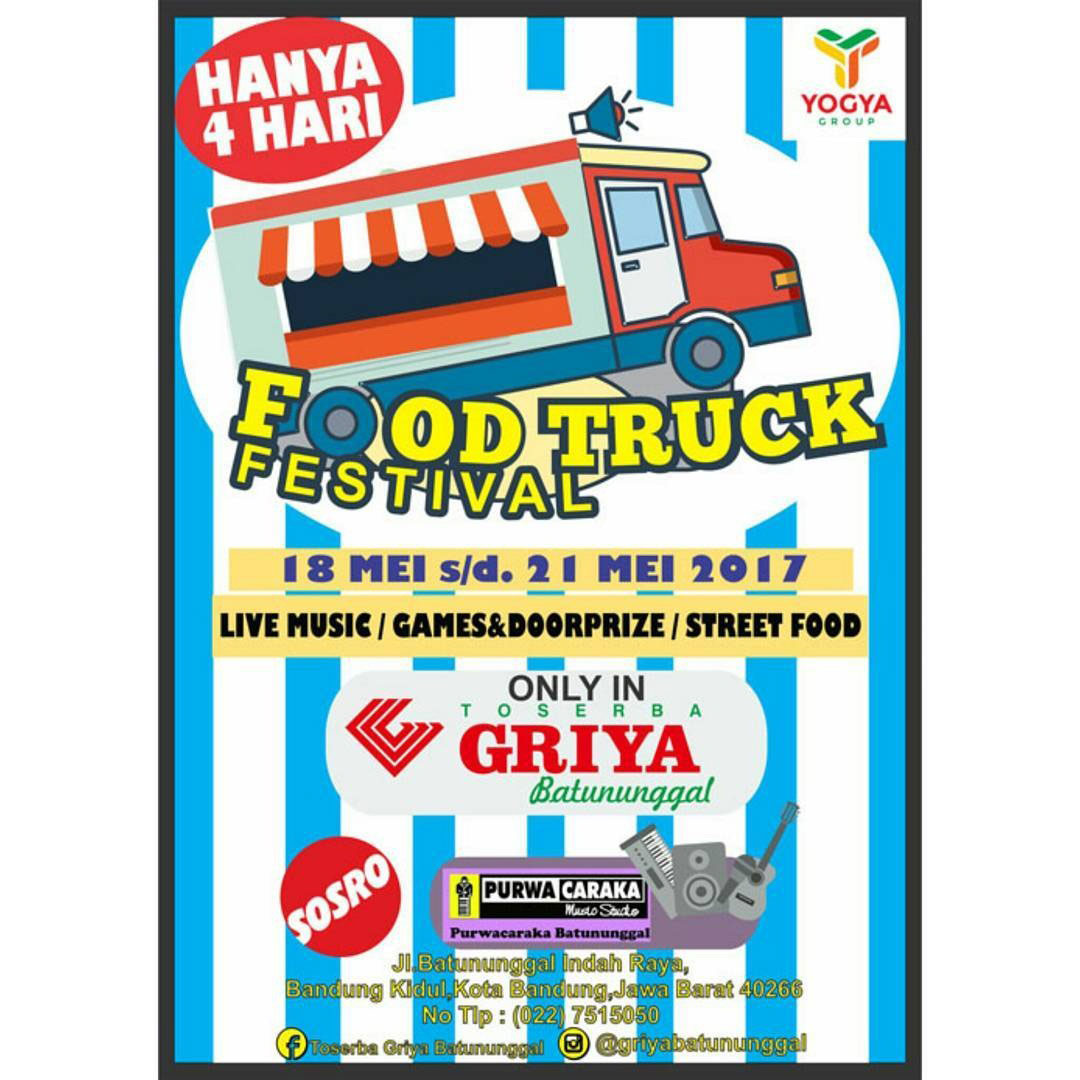 HANYA
4 HARI
YOGYA
GROUP
FOOD TRUCK
FESTIVAL
18 MEI s/d. 21 MEI 2017
LIVE MUSIC / GAMES&DOORPRIZE / STREET FOOD
ONLY IN
TOSERBA
GRIYA
Batununggal
SOSRO
PURWA CARAKA
Music Studio
Purwacaraka Batununggal
Jl.Batununggal Indah Raya,
Bandung Kidul,Kota Bandung,Jawa Barat 40266
No Tlp : (022) 7515050
Toserba Griya Batununggal @griyabatununggal